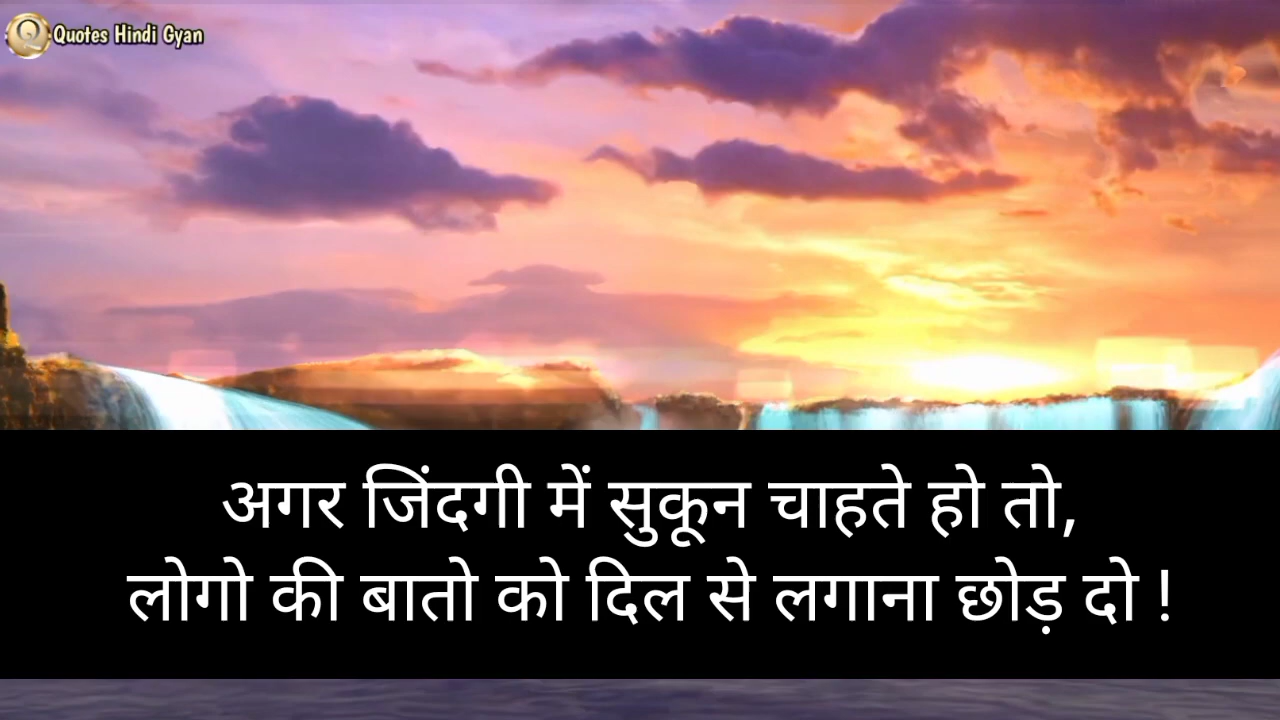 Quotes Hindi Gyan
अगर जिंदगी में सुकून चाहते हो तो,
लोगो की बातो को दिल से लगाना छोड़ दो !